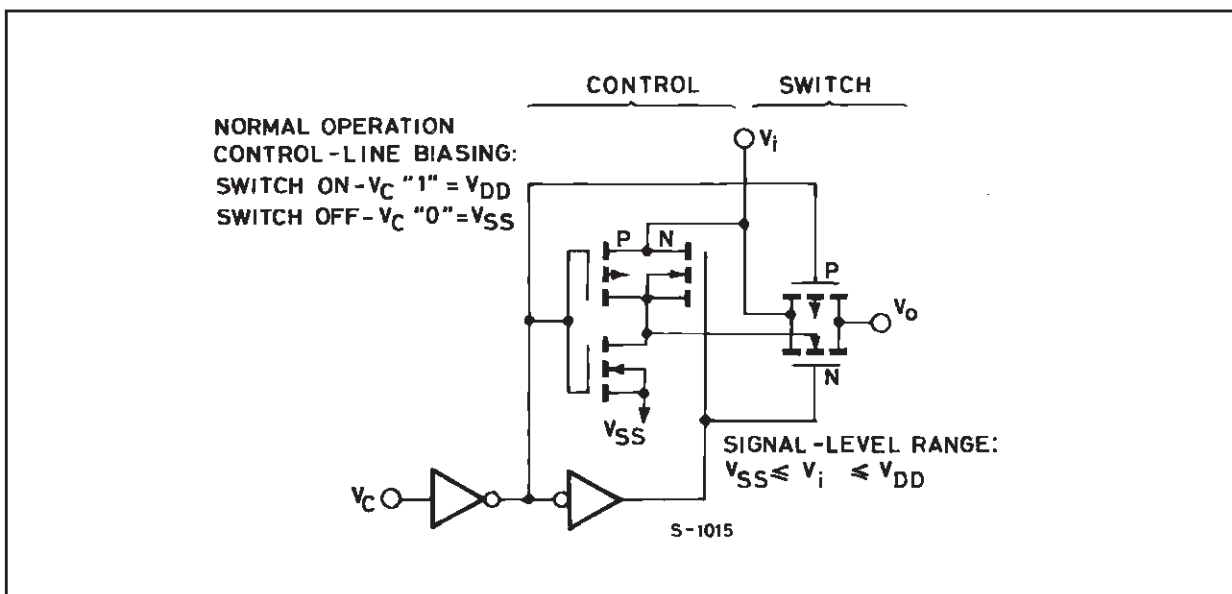 CONTROL
SWITCH
NORMAL OPERATION
CONTROL-LINE BIASING:
SWITCH ON-VC "1" = VDD
SWITCH OFF-VC "0"=VSS
Vi
P
N
P
Vo
N
VSS
SIGNAL-LEVEL RANGE:
VSS ≤ Vi ≤ VDD
VC
S-1015